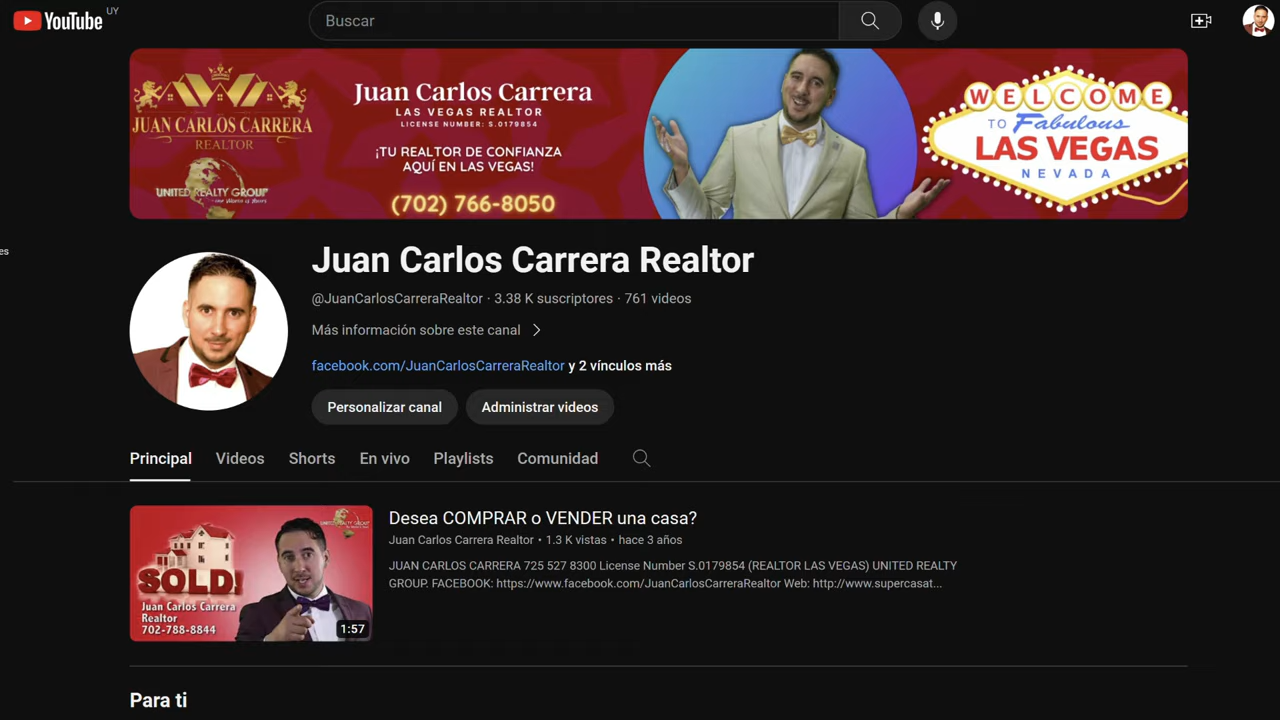 YouTube UY
Buscar
JUAN CARLOS CARRERA
REALTOR
UNITED REALTY GROUP
Juan Carlos Carrera
LAS VEGAS REALTOR
LICENSE NUMBER: S.0179854
¡TU REALTOR DE CONFIANZA
AQUÍ EN LAS VEGAS!
(702) 766-8050
WELCOME
TO Fabulous
LAS VEGAS
NEVADA
es
Juan Carlos Carrera Realtor
@JuanCarlosCarreraRealtor · 3.38 K suscriptores · 761 videos
Más información sobre este canal
facebook.com/JuanCarlosCarreraRealtor y 2 vínculos más
Personalizar canal Administrar videos
Principal Videos Shorts En vivo Playlists Comunidad
UNITED REALTY GROUP
SOLD!
Juan Carlos Carrera
Realtor
702-788-8844
1:57
Desea COMPRAR o VENDER una casa?
Juan Carlos Carrera Realtor • 1.3 K vistas • hace 3 años
JUAN CARLOS CARRERA 725 527 8300 License Number S.0179854 (REALTOR LAS VEGAS) UNITED REALTY
GROUP. FACEBOOK: https://www.facebook.com/JuanCarlosCarreraRealtor Web: http://www.supercasat...
Para ti